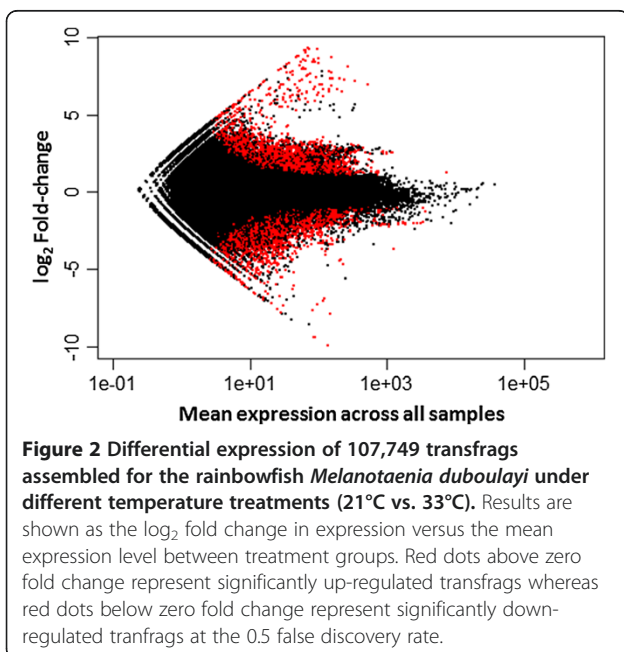 10
5
0
-5
-10
log2 Fold-change
1e-01 1e+01 1e+03 1e+05
Mean expression across all samples
Figure 2 Differential expression of 107,749 transfrags
assembled for the rainbowfish Melanotaenia duboulayi under
different temperature treatments (21°C vs. 33°C). Results are
shown as the log2 fold change in expression versus the mean
expression level between treatment groups. Red dots above zero
fold change represent significantly up-regulated transfrags whereas
red dots below zero fold change represent significantly down-
regulated tranfrags at the 0.5 false discovery rate.